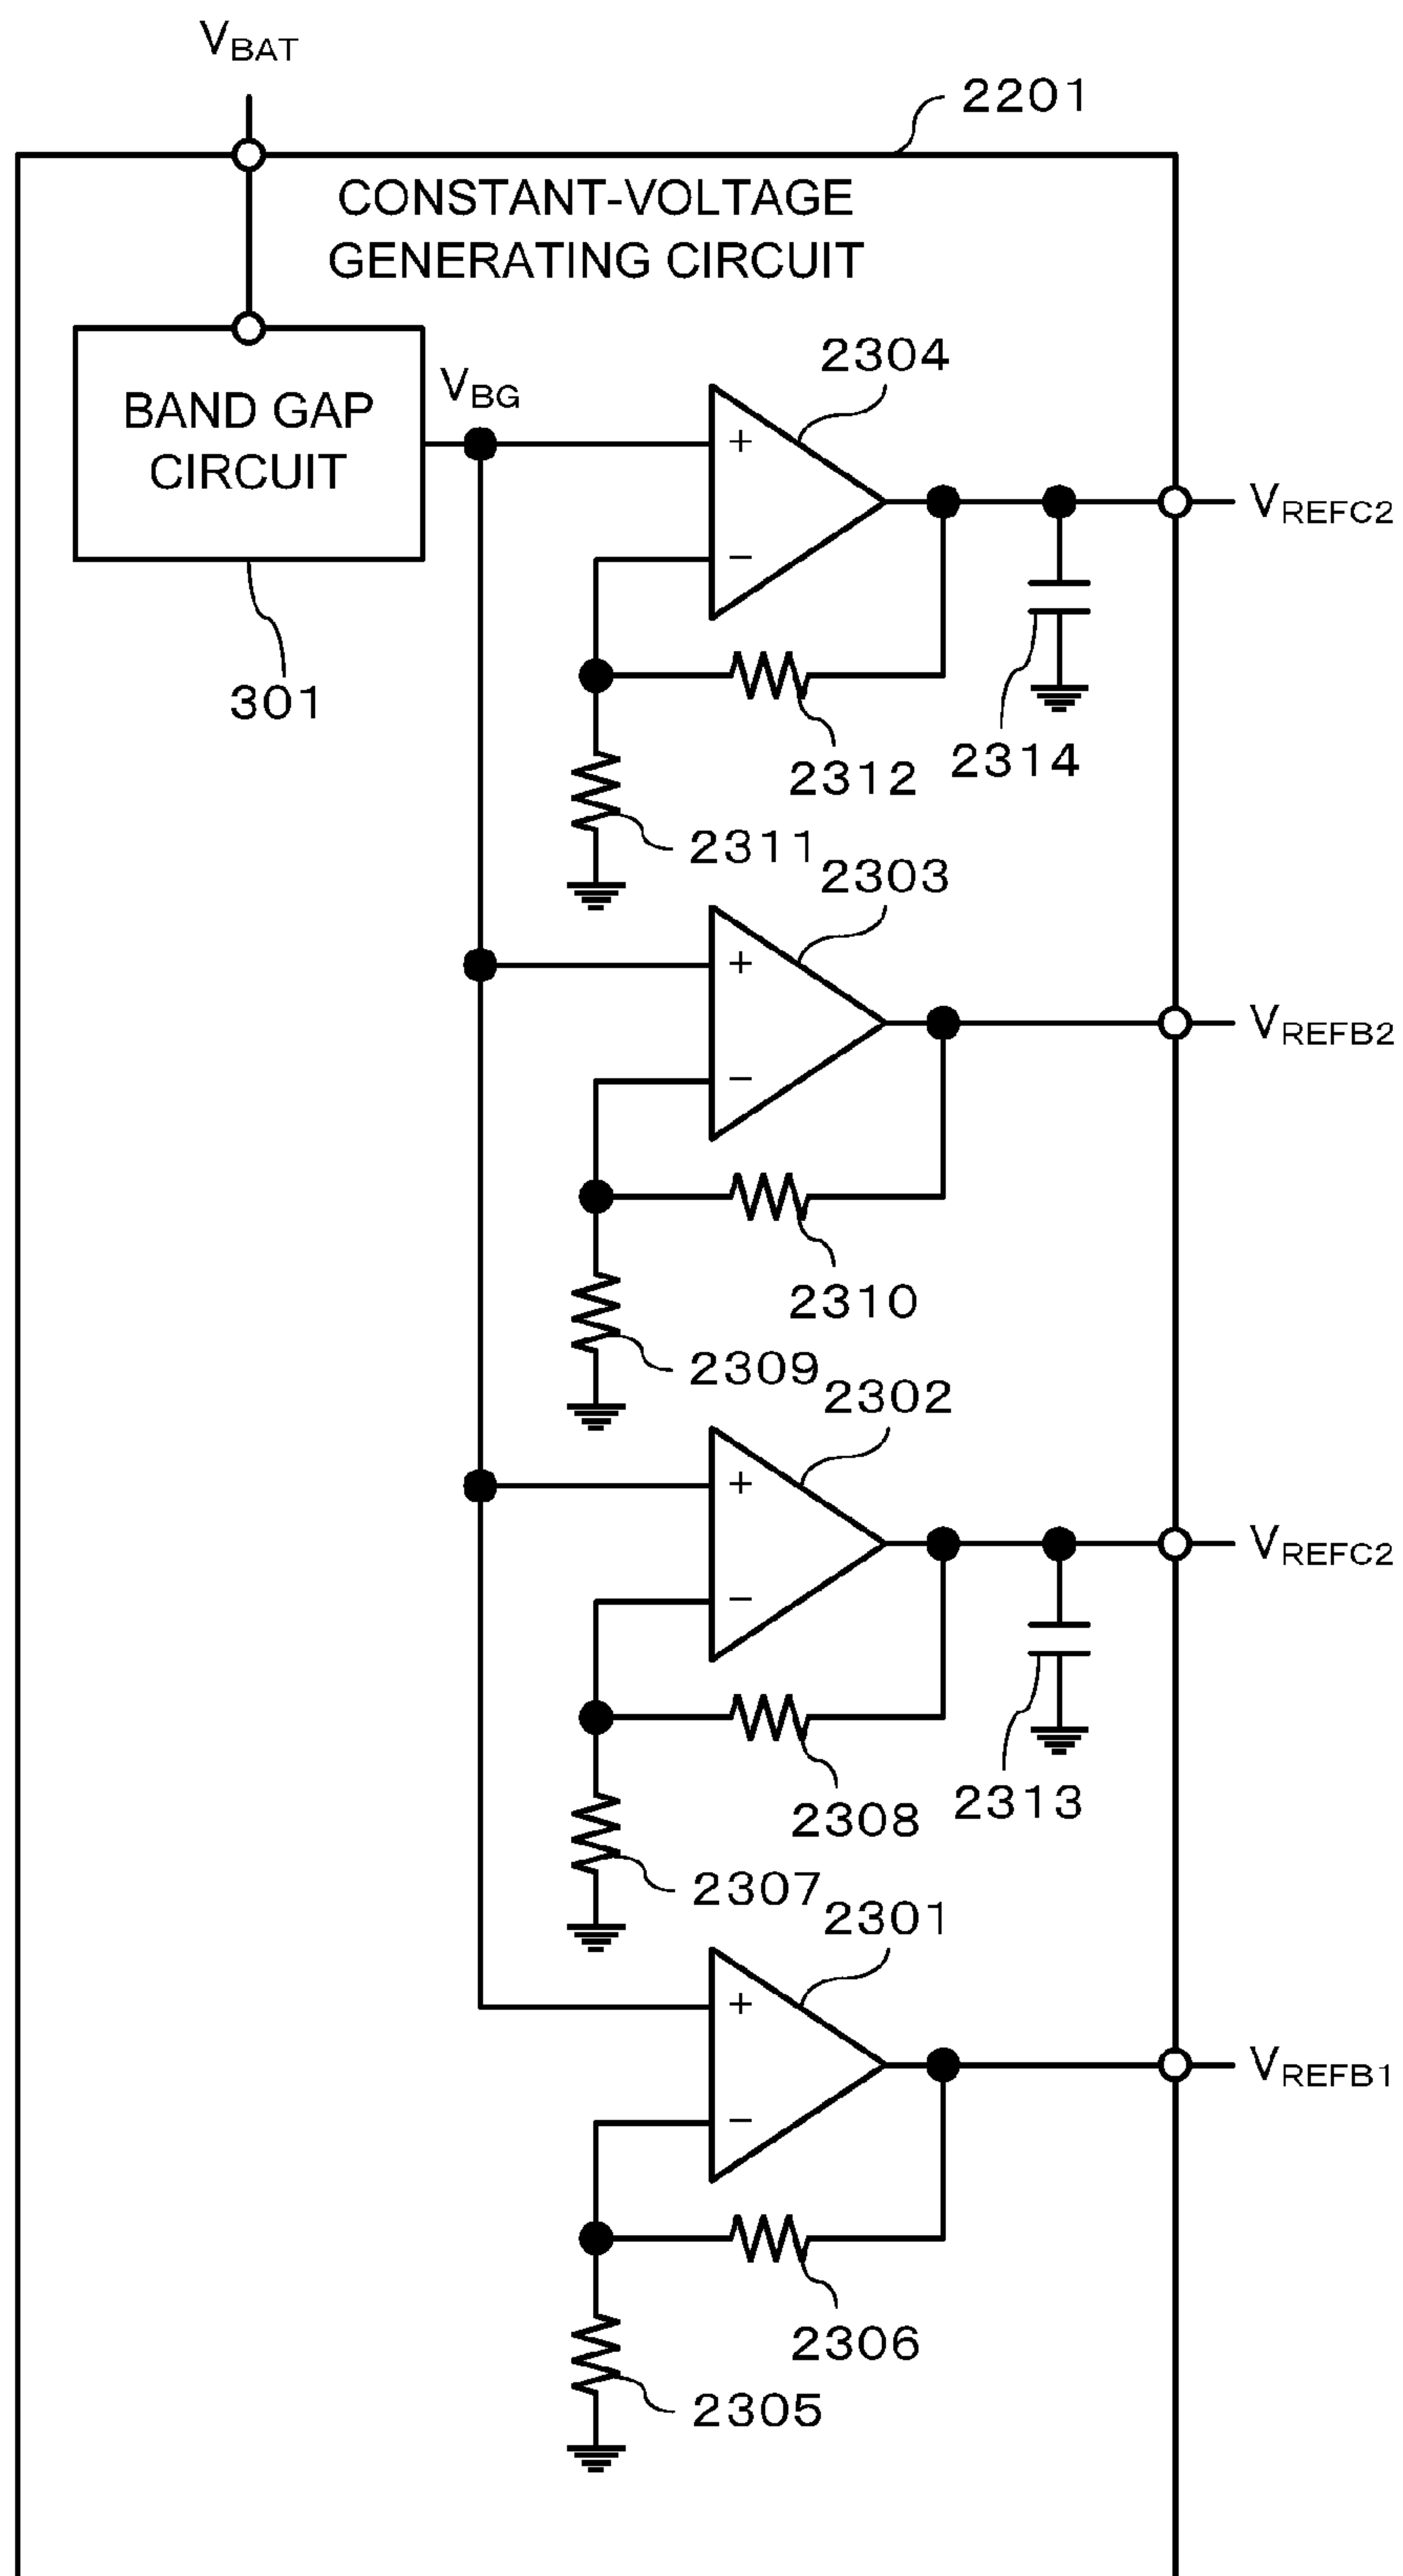 VBAT
2201
CONSTANT-VOLTAGE
GENERATING CIRCUIT
BAND GAP
CIRCUIT
301
VBG
2304
+
−
VREFC2
2312
2314
2311
2303
+
−
VREFB2
2310
2309
2302
+
−
VREFC2
2308
2313
2307
2301
+
−
VREFB1
2306
2305